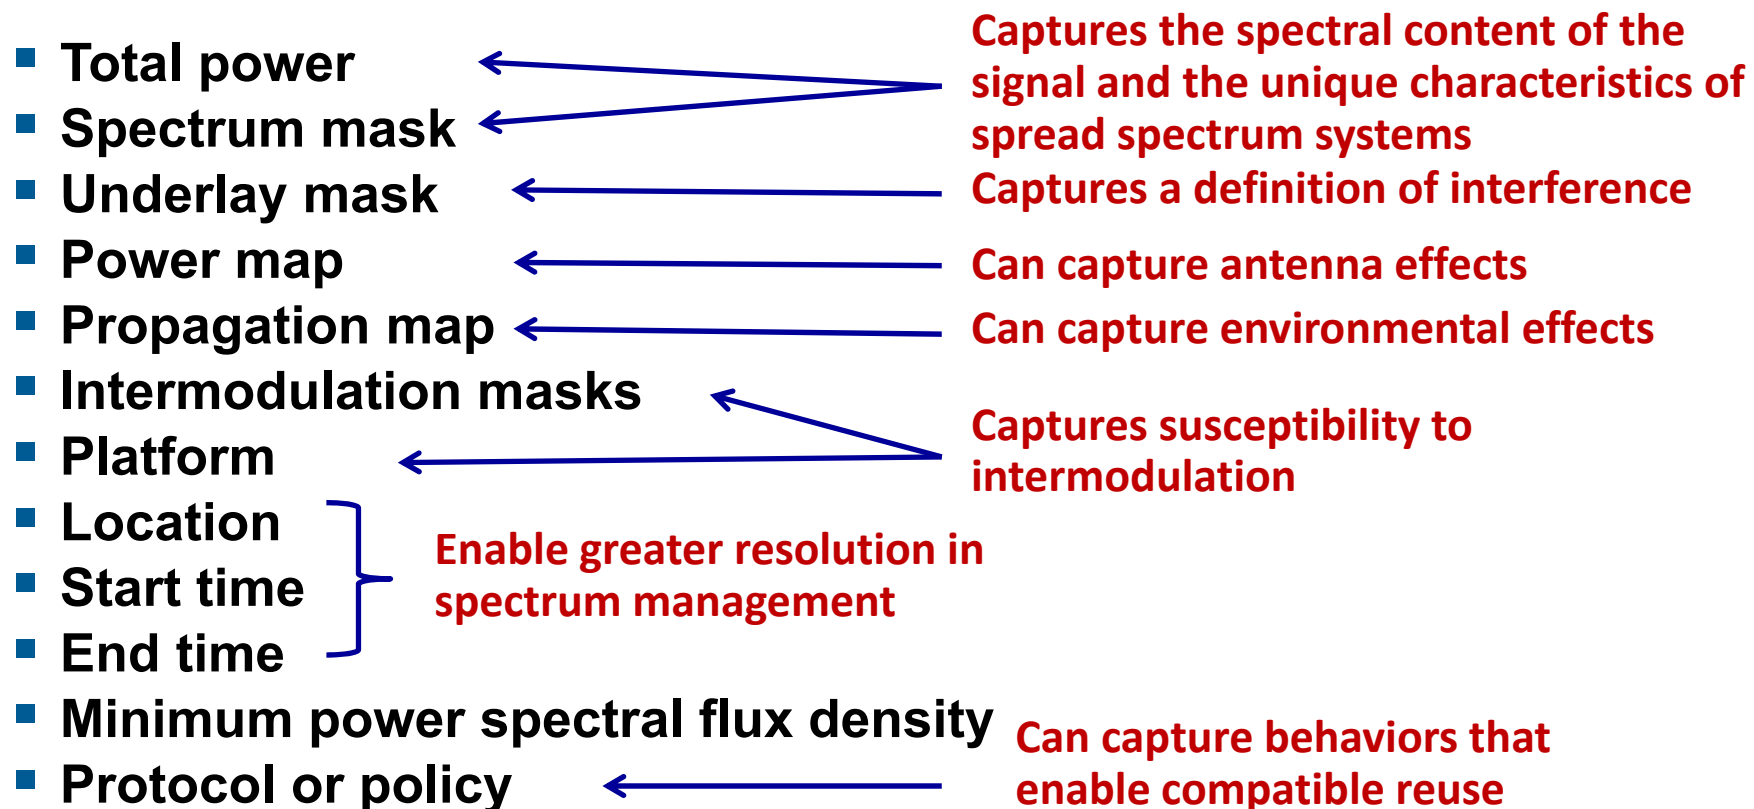 Total power
Spectrum mask
Underlay mask
Power map
Propagation map
Intermodulation masks
Platform
Location
Start time
End time
Minimum power spectral flux density
Protocol or policy
Captures the spectral content of the
signal and the unique characteristics of
spread spectrum systems
Captures a definition of interference
Can capture antenna effects
Can capture environmental effects
Captures susceptibility to
intermodulation
Enable greater resolution in
spectrum management
Can capture behaviors that
enable compatible reuse